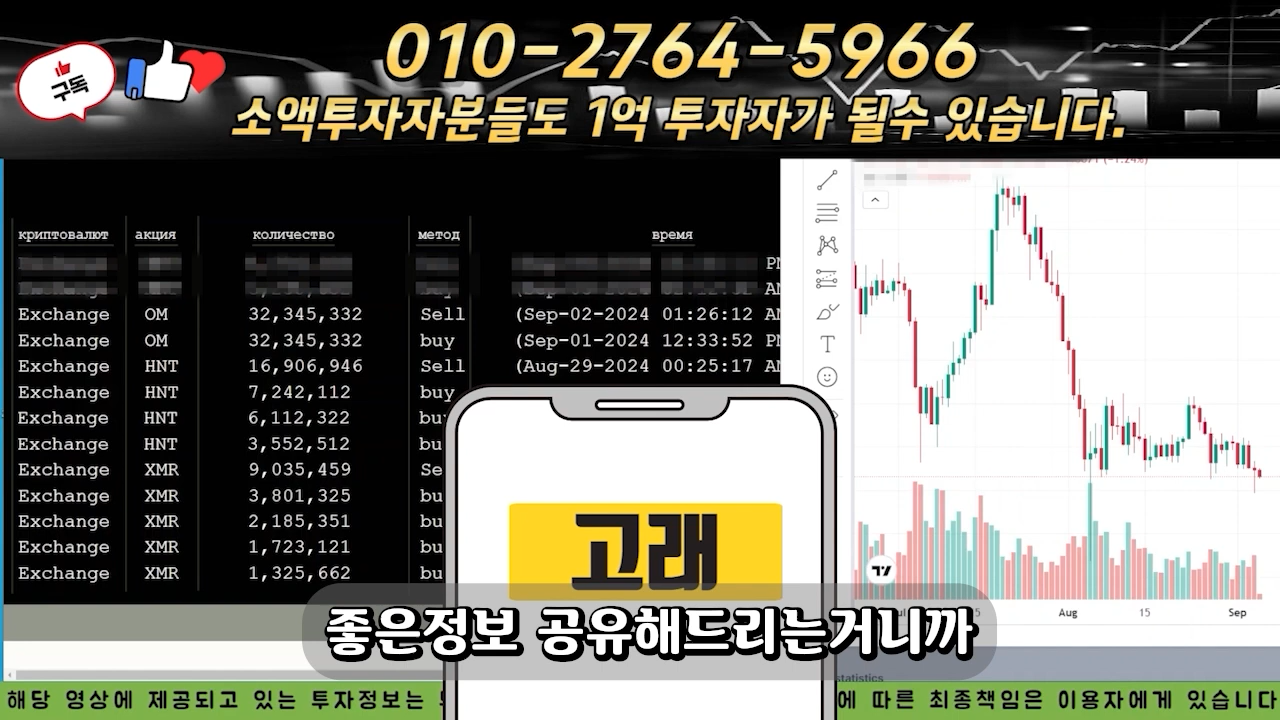 010-2764-5966
구독
소액투자자분들도 1억 투자자가 될수 있습니다.
криптовалют акция количество метод время
Exchange OM 32,345,332 Sell (Sep-02-2024 01:26:12 AM
Exchange OM 32,345,332 buy (Sep-01-2024 12:33:52 PM
Exchange HNT 16,906,946 Sell (Aug-29-2024 00:25:17 AM
Exchange HNT 7,242,112 buy
Exchange HNT 6,112,322
Exchange HNT 3,552,512
Exchange XMR 9,035,459
Exchange XMR 3,801,325
Exchange XMR 2,185,351
Exchange XMR 1,723,121
Exchange XMR 1,325,662
고래
Aug 15 Sep
좋은정보 공유해드리는거니까
statistics
해당 영상에 제공되고 있는 투자정보는
에 따른 최종책임은 이용자에게 있습니다